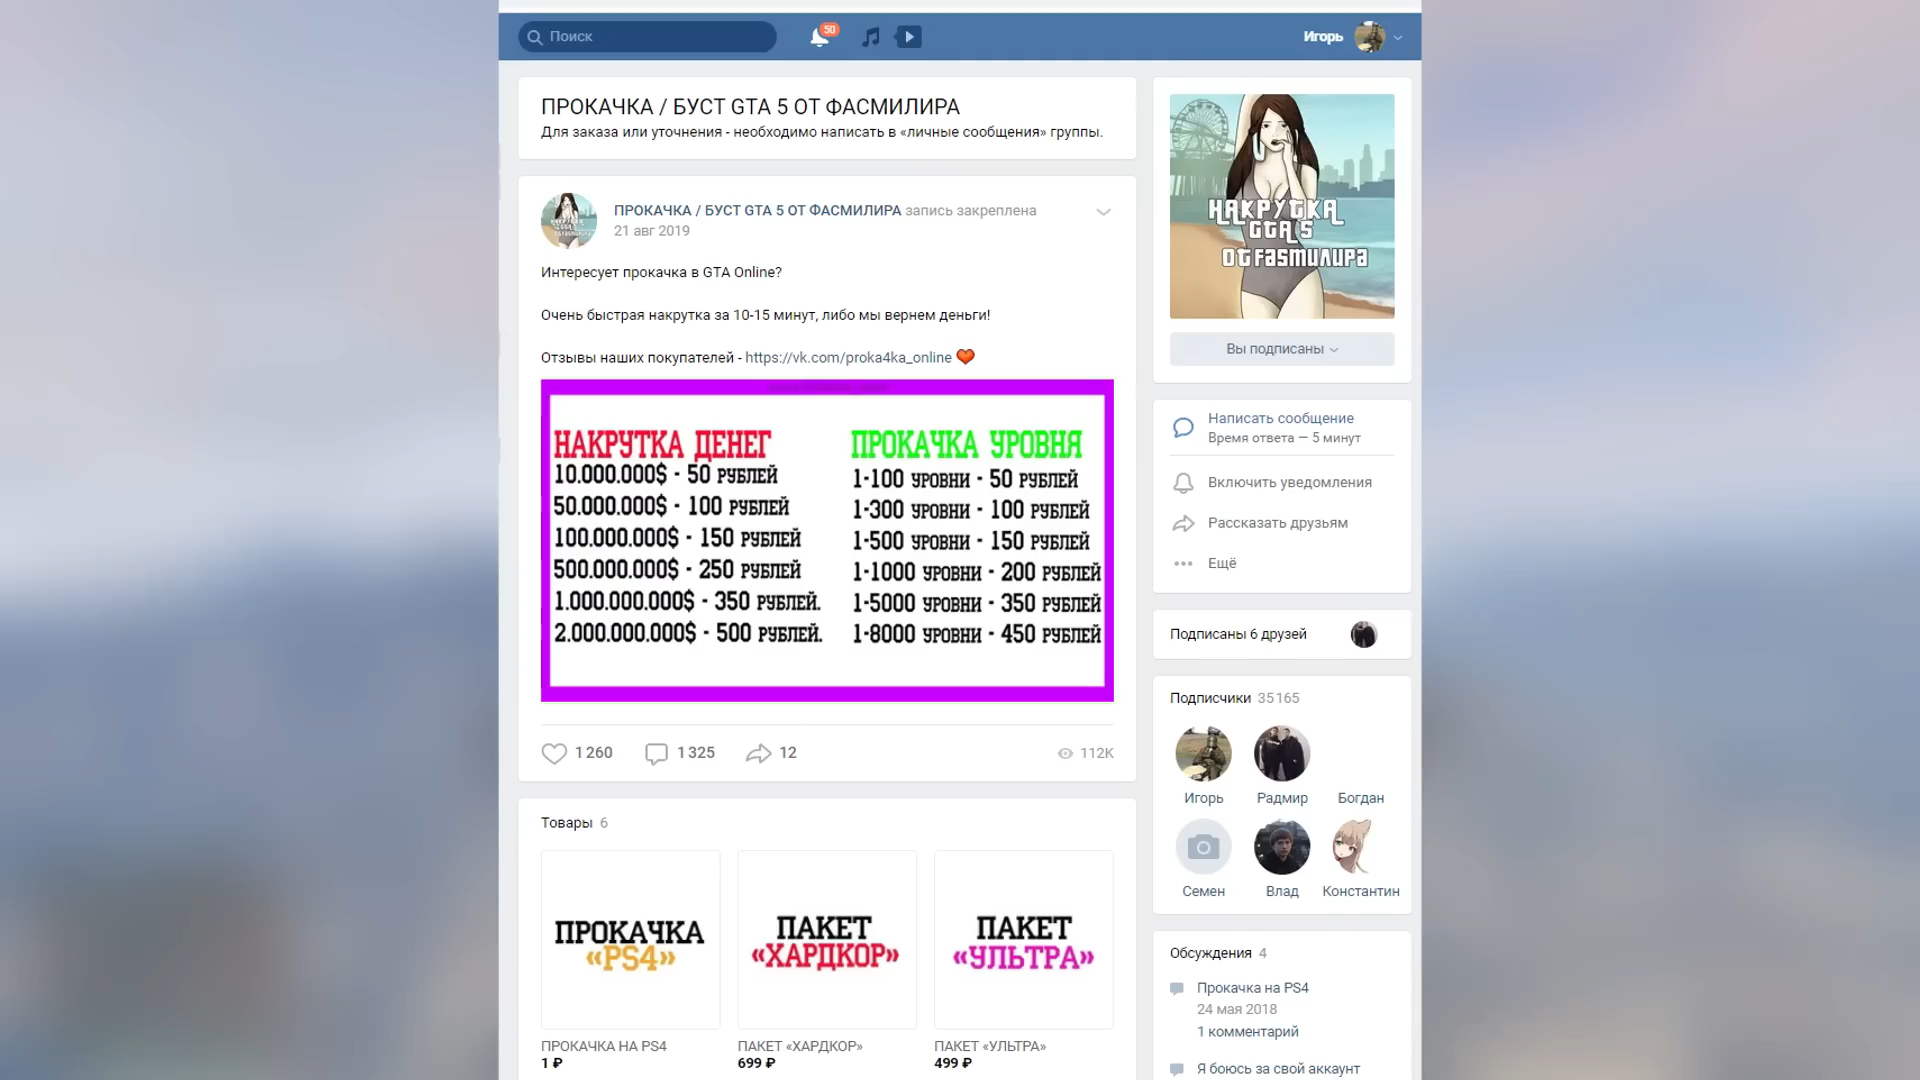 Поиск
50
Игорь
ПРОКАЧКА / БУСТ GTA 5 ОТ ФАСМИЛИРА
Для заказа или уточнения - необходимо написать в «личные сообщения» группы.
ПРОКАЧКА / БУСТ GTA 5 ОТ ФАСМИЛИРА запись закреплена
21 авг 2019
Интересует прокачка в GTA Online?
Очень быстрая накрутка за 10-15 минут, либо мы вернем деньги!
Отзывы наших покупателей - https://vk.com/proka4ka_online
НАКРУТКА ДЕНЕГ
10.000.000$ - 50 РУБЛЕЙ
50.000.000$ - 100 РУБЛЕЙ
100.000.000$ - 150 РУБЛЕЙ
500.000.000$ - 250 РУБЛЕЙ
1.000.000.000$ - 350 РУБЛЕЙ.
2.000.000.000$ - 500 РУБЛЕЙ.
ПРОКАЧКА УРОВНЯ
1-100 УРОВНИ - 50 РУБЛЕЙ
1-300 УРОВНИ - 100 РУБЛЕЙ
1-500 УРОВНИ - 150 РУБЛЕЙ
1-1000 УРОВНИ - 200 РУБЛЕЙ
1-5000 УРОВНИ - 350 РУБЛЕЙ
1-8000 УРОВНИ - 450 РУБЛЕЙ
1 260
1 325
12
112K
Товары 6
ПРОКАЧКА
«PS4»
ПРОКАЧКА НА PS4
1 ₽
ПАКЕТ
«ХАРДКОР»
ПАКЕТ «ХАРДКОР»
699 ₽
ПАКЕТ
«УЛЬТРА»
ПАКЕТ «УЛЬТРА»
499 ₽
НАКРУТКА
GTA 5
ОТ FASМИЛИРА
Вы подписаны
Написать сообщение
Время ответа — 5 минут
Включить уведомления
Рассказать друзьям
Ещё
Подписаны 6 друзей
Подписчики 35 165
Игорь
Радмир
Богдан
Семен
Влад
Константин
Обсуждения 4
Прокачка на PS4
24 мая 2018
1 комментарий
Я боюсь за свой аккаунт